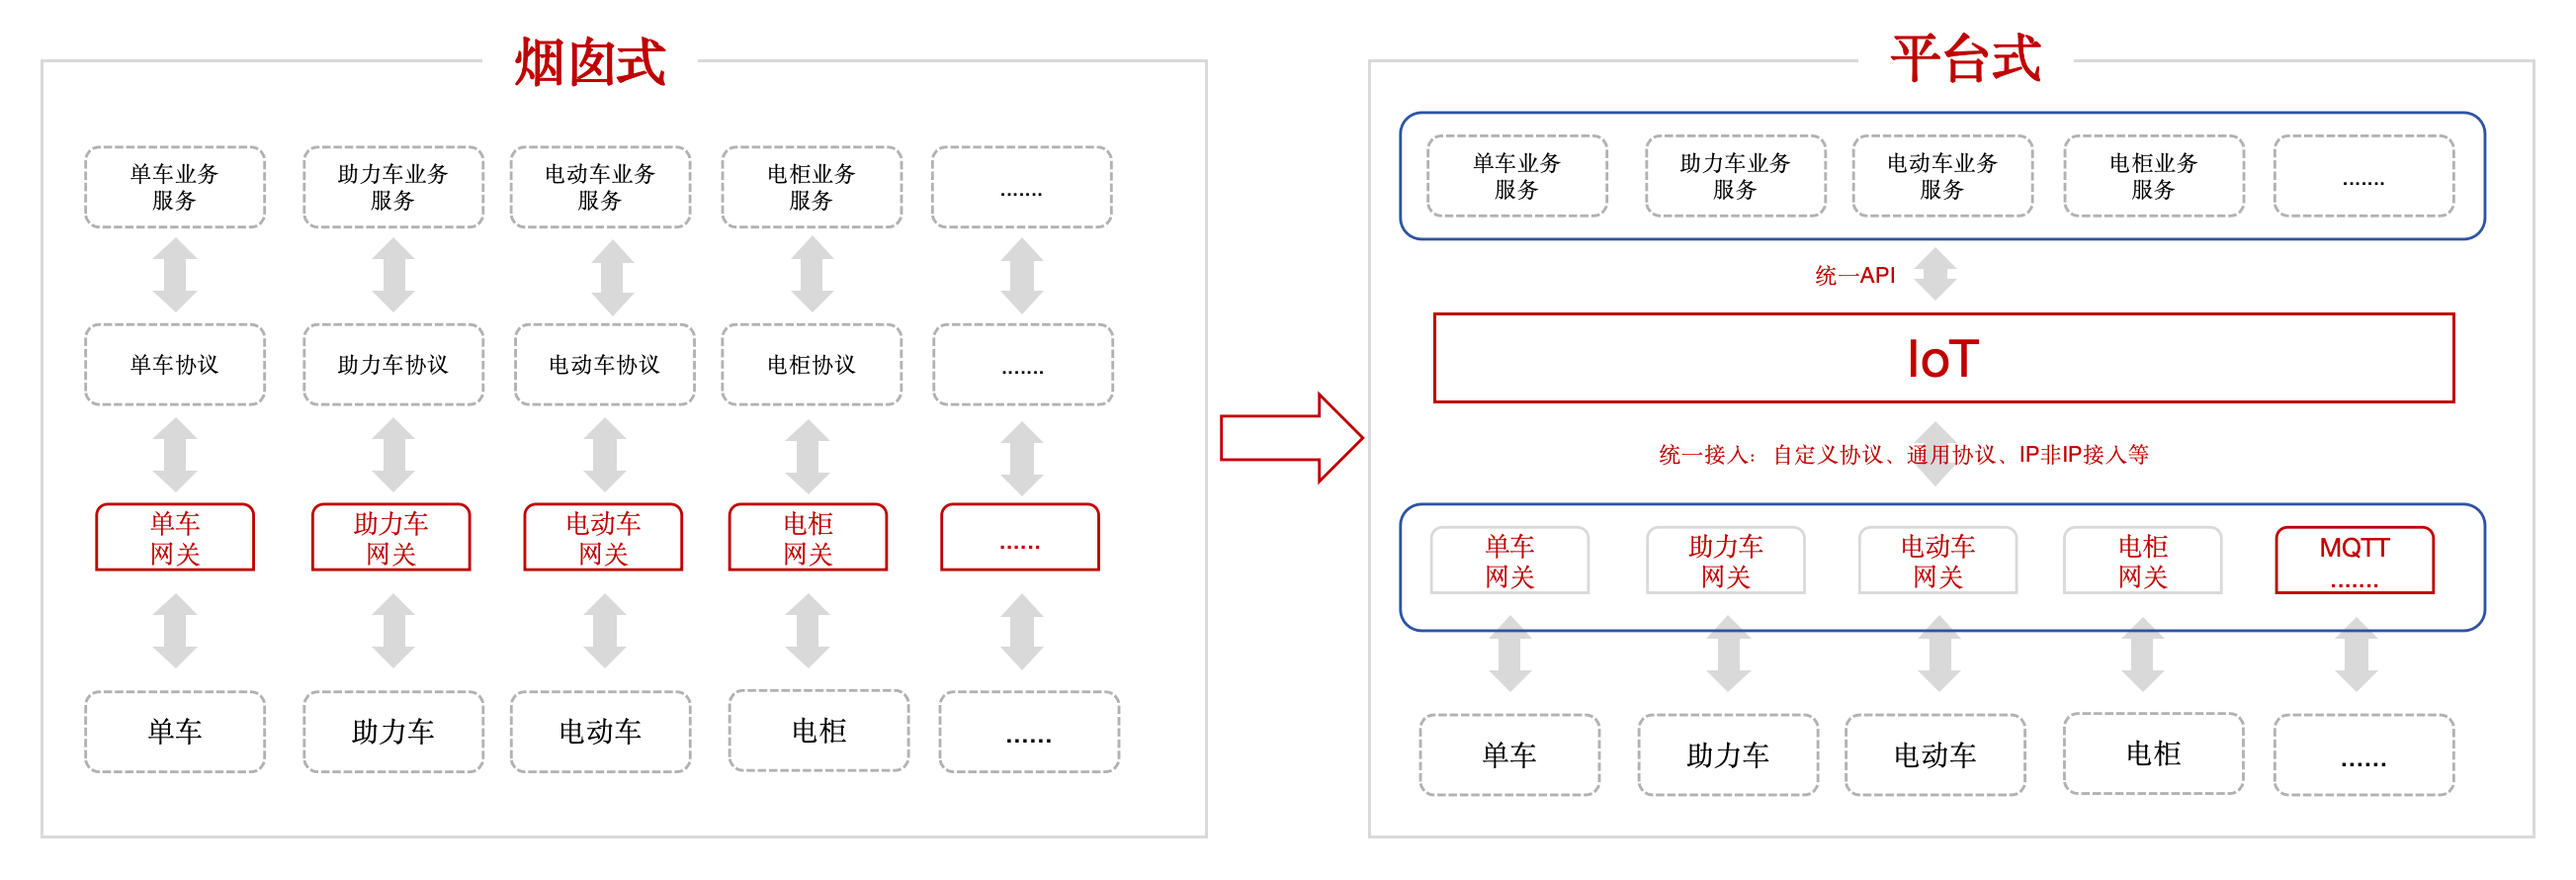 烟囱式
单车业务
服务
助力车业务
服务
电动车业务
服务
电柜业务
服务
.......
单车协议
助力车协议
电动车协议
电柜协议
.......
单车
网关
助力车
网关
电动车
网关
电柜
网关
......
单车
助力车
电动车
电柜
......
平台式
单车业务
服务
助力车业务
服务
电动车业务
服务
电柜业务
服务
.......
统一API
IoT
统一接入：自定义协议、通用协议、IP非IP接入等
单车
网关
助力车
网关
电动车
网关
电柜
网关
MQTT
.......
单车
助力车
电动车
电柜
......